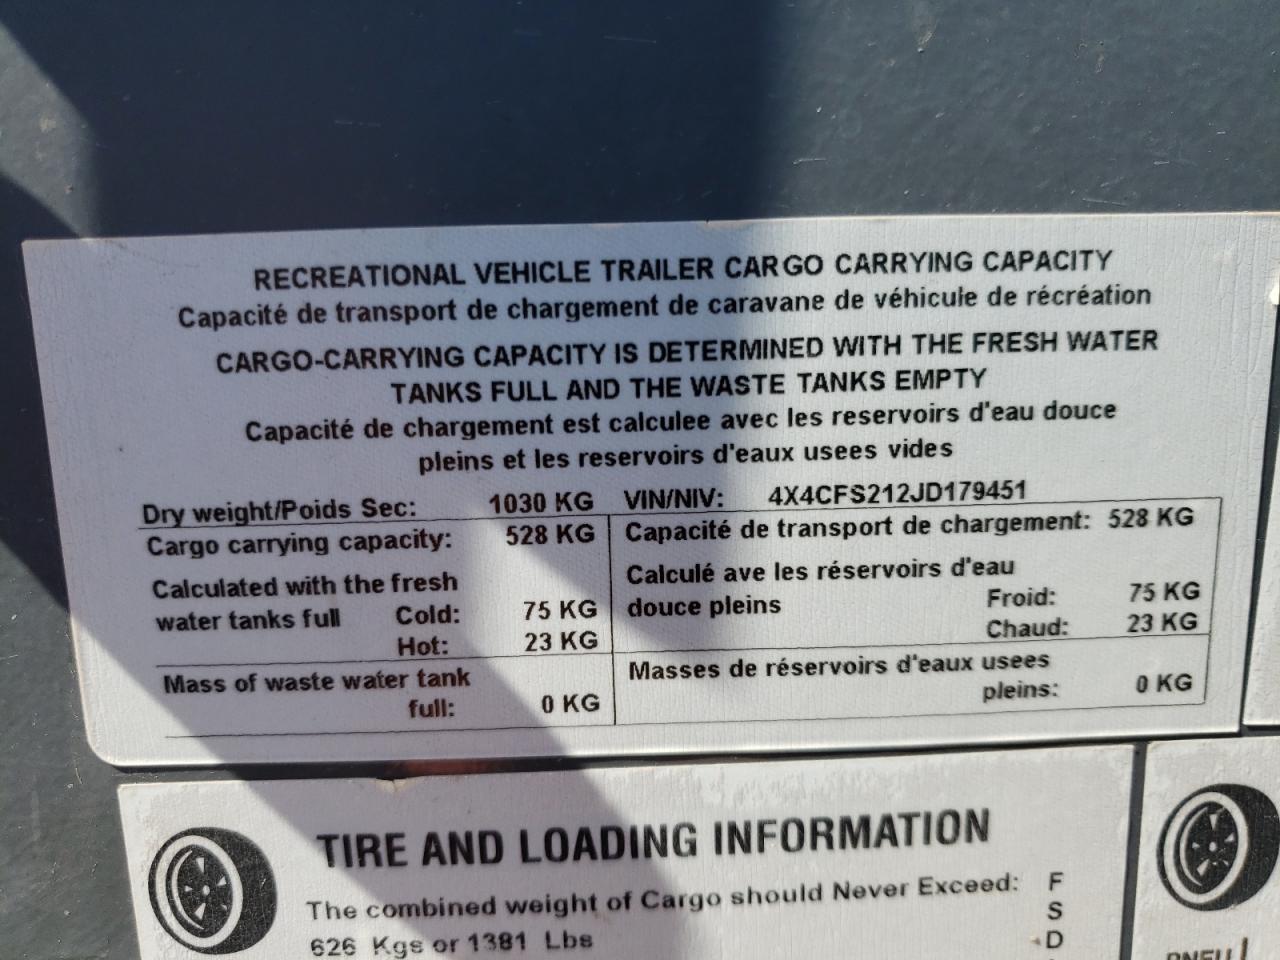 RECREATIONAL VEHICLE TRAILER CARGO CARRYING CAPACITY
Capacité de transport de chargement de caravane de véhicule de récréation
CARGO-CARRYING CAPACITY IS DETERMINED WITH THE FRESH WATER
TANKS FULL AND THE WASTE TANKS EMPTY
Capacité de chargement est calculee avec les reservoirs d'eau douce
pleins et les reservoirs d'eaux usees vides
Dry weight/Poids Sec: 1030 KG VIN/NIV: 4X4CFS212JD179451
Cargo carrying capacity: 528 KG
Calculated with the fresh
water tanks full Cold: 75 KG
Hot: 23 KG
Mass of waste water tank
full: 0 KG
Capacité de transport de chargement: 528 KG
Calculé ave les réservoirs d'eau
douce pleins Froid: 75 KG
Chaud: 23 KG
Masses de réservoirs d'eaux usees
pleins: 0 KG
TIRE AND LOADING INFORMATION
The combined weight of Cargo should Never Exceed:
626 Kgs or 1381 Lbs
F
S
D